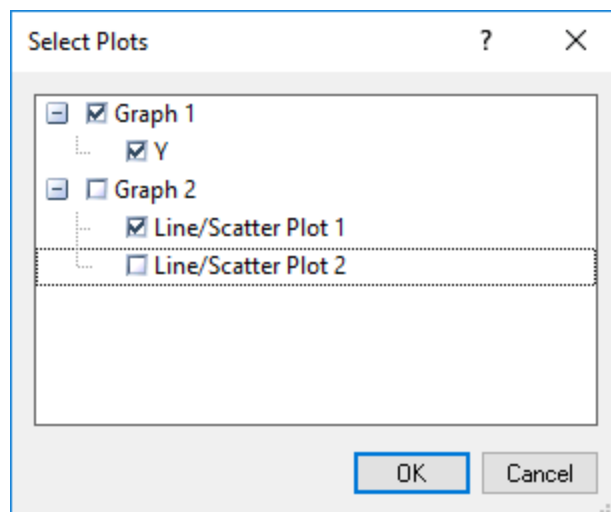 Select Plots ?
Graph 1
Y
Graph 2
Line/Scatter Plot 1
Line/Scatter Plot 2
OK Cancel